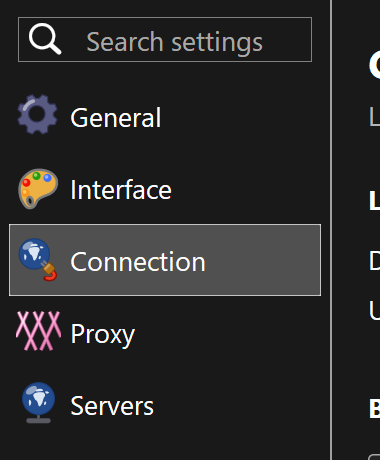 Search settings
General
Interface
Connection
Proxy
Servers